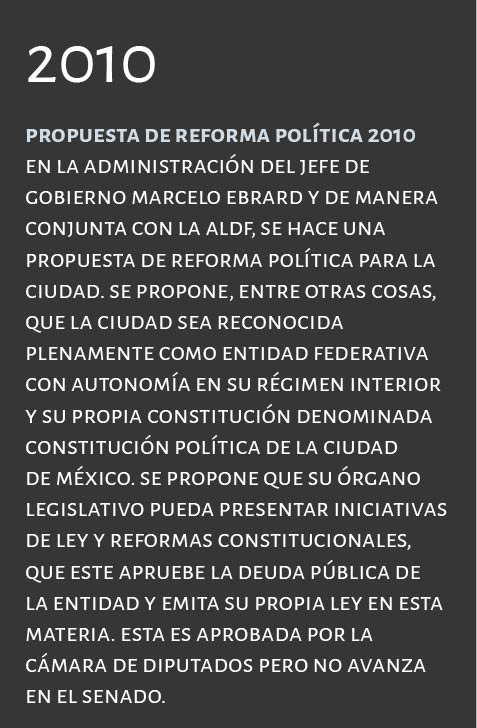 2010
PROPUESTA DE REFORMA POLÍTICA 2010
EN LA ADMINISTRACIÓN DEL JEFE DE
GOBIERNO MARCELO EBRARD Y DE MANERA
CONJUNTA CON LA ALDF, SE HACE UNA
PROPUESTA DE REFORMA POLÍTICA PARA LA
CIUDAD. SE PROPONE, ENTRE OTRAS COSAS,
QUE LA CIUDAD SEA RECONOCIDA
PLENAMENTE COMO ENTIDAD FEDERATIVA
CON AUTONOMÍA EN SU RÉGIMEN INTERIOR
Y SU PROPIA CONSTITUCIÓN DENOMINADA
CONSTITUCIÓN POLÍTICA DE LA CIUDAD
DE MÉXICO. SE PROPONE QUE SU ÓRGANO
LEGISLATIVO PUEDA PRESENTAR INICIATIVAS
DE LEY Y REFORMAS CONSTITUCIONALES,
QUE ESTE APRUEBE LA DEUDA PÚBLICA DE
LA ENTIDAD Y EMITA SU PROPIA LEY EN ESTA
MATERIA. ESTA ES APROBADA POR LA
CÁMARA DE DIPUTADOS PERO NO AVANZA
EN EL SENADO.